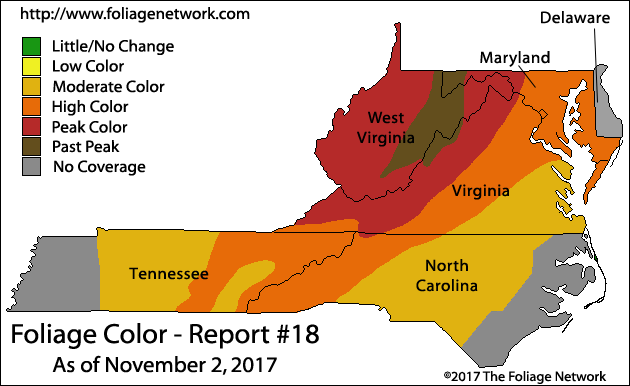 http://www.foliagenetwork.com
Delaware
Little/No Change
Maryland
Low Color
Moderate Color
High Color
West
Virginia
Peak Color
Past Peak
No Coverage
Virginia
Tennessee
North
Carolina
Foliage Color - Report #18
As of November 2, 2017
©2017 The Foliage Network